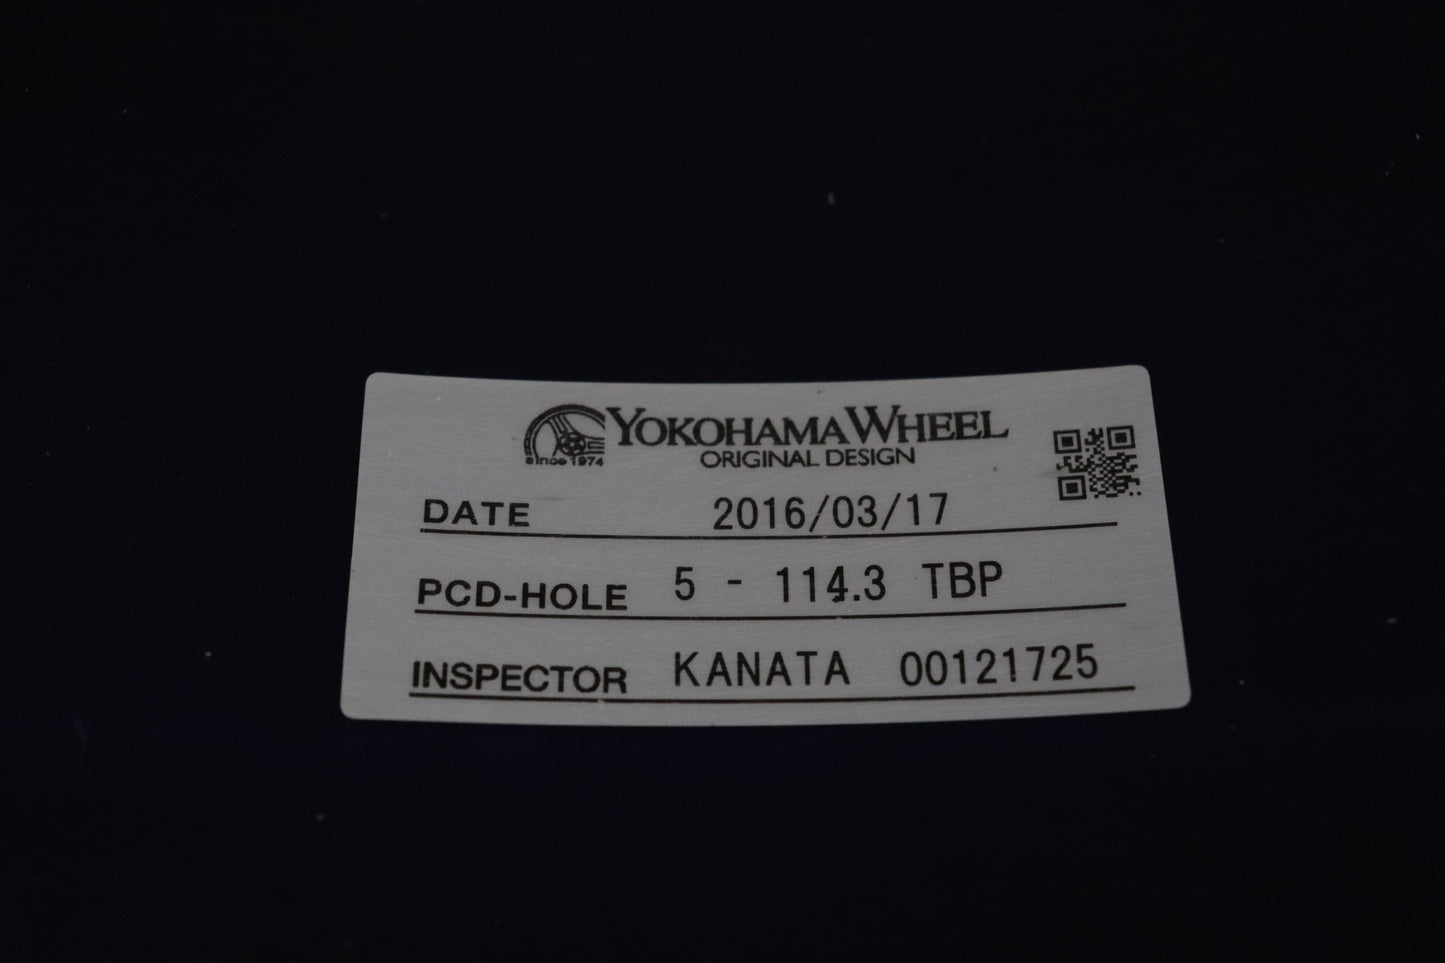 since 1974
YOKOHAMA WHEEL
ORIGINAL DESIGN
DATE 2016/03/17
PCD-HOLE 5 - 114.3 TBP
INSPECTOR KANATA 00121725